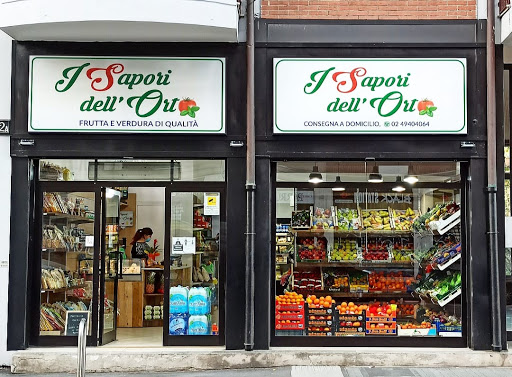 I Sapori
dell'Orto
FRUTTA E VERDURA DI QUALITÀ
I Sapori
dell'Orto
CONSEGNA A DOMICILIO, ☎ 02 49404064